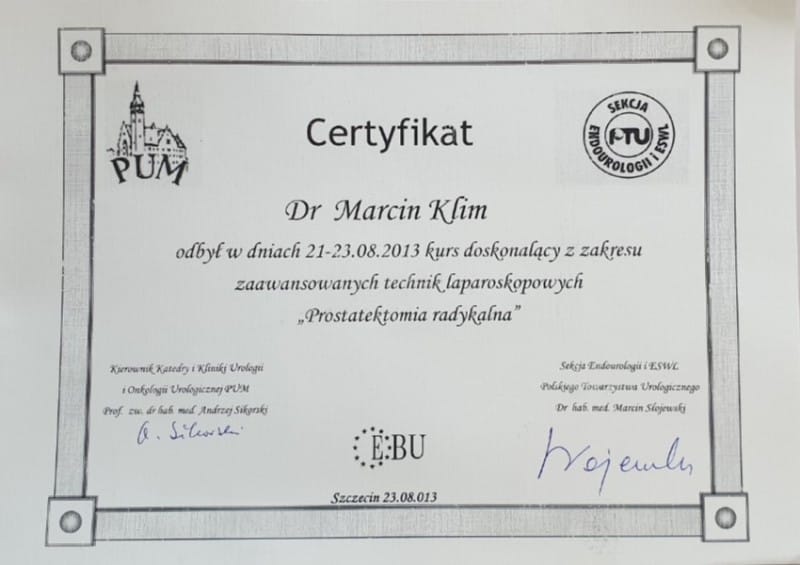 PUM
Certyfikat
SEKCJA
PTU
ENDOUROLOGII i ESWL
Dr Marcin Klim
odbył w dniach 21-23.08.2013 kurs doskonalący z zakresu
zaawansowanych technik laparoskopowych
„Prostatektomia radykalna”
Kierownik Katedry i Kliniki Urologii
i Onkologii Urologicznej PUM
Prof. zw. dr hab. med. Andrzej Sikorski
A. Sikorski
Sekcja Endourologii i ESWL
Polskiego Towarzystwa Urologicznego
Dr hab. med. Marcin Słojewski
E:BU
Szczecin 23.08.013